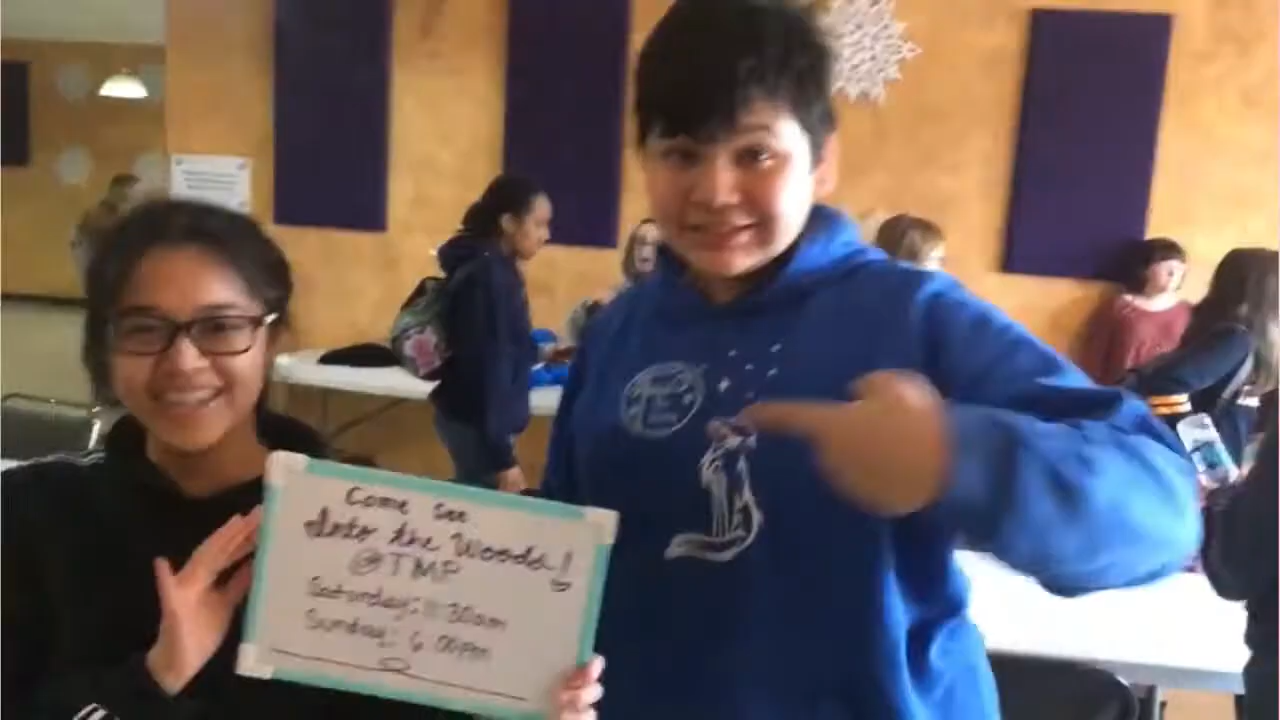 Come see
Into the Woods!
@TMP
Saturday: 11:30am
Sunday: 6:00pm